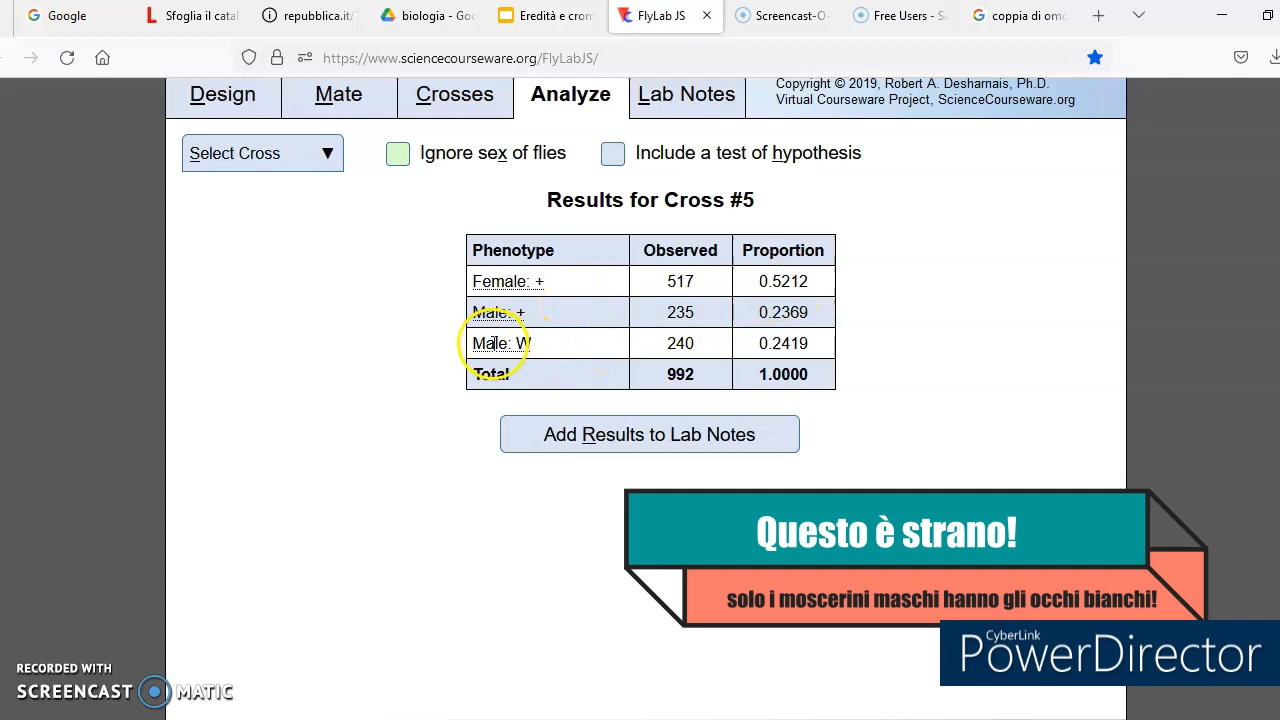 Google
Sfoglia il catal
repubblica.it/
biologia - Goo
Eredità e crom
FlyLab JS
Screencast-O-
Free Users - Sc
coppia di omo
https://www.sciencecourseware.org/FlyLabJS/
Design
Mate
Crosses
Analyze
Lab Notes
Copyright © 2019, Robert A. Desharnais, Ph.D.
Virtual Courseware Project, ScienceCourseware.org
Select Cross ▼
Ignore sex of flies
Include a test of hypothesis
Results for Cross #5
Phenotype Observed Proportion
Female: + 517 0.5212
Male: + 235 0.2369
Male: W 240 0.2419
Total 992 1.0000
Add Results to Lab Notes
Questo è strano!
solo i moscerini maschi hanno gli occhi bianchi!
CyberLink
PowerDirector
RECORDED WITH
SCREENCAST MATIC